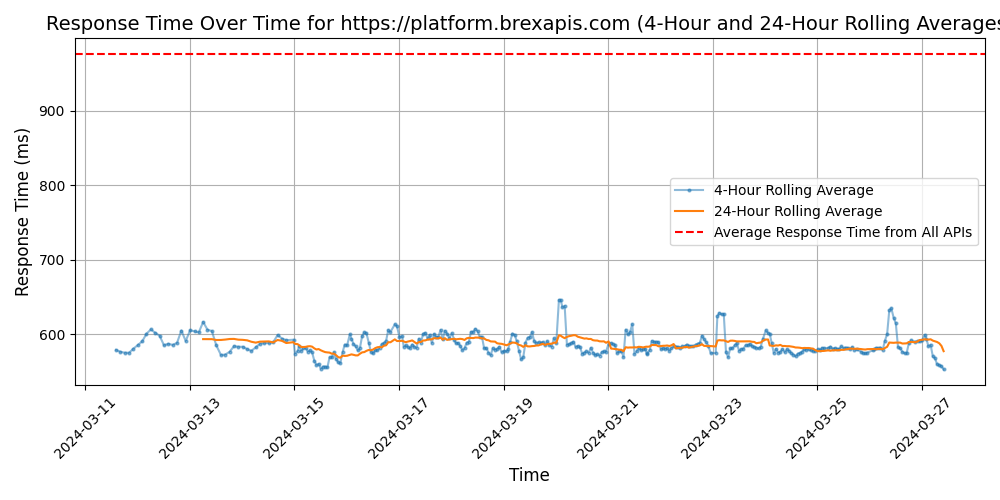 Response Time Over Time for https://platform.brexapis.com (4-Hour and 24-Hour Rolling Averages
Response Time (ms)
900
800
700
600
4-Hour Rolling Average
24-Hour Rolling Average
Average Response Time from All APIs
2024-03-11
2024-03-13
2024-03-15
2024-03-17
2024-03-19
2024-03-21
2024-03-23
2024-03-25
2024-03-27
Time